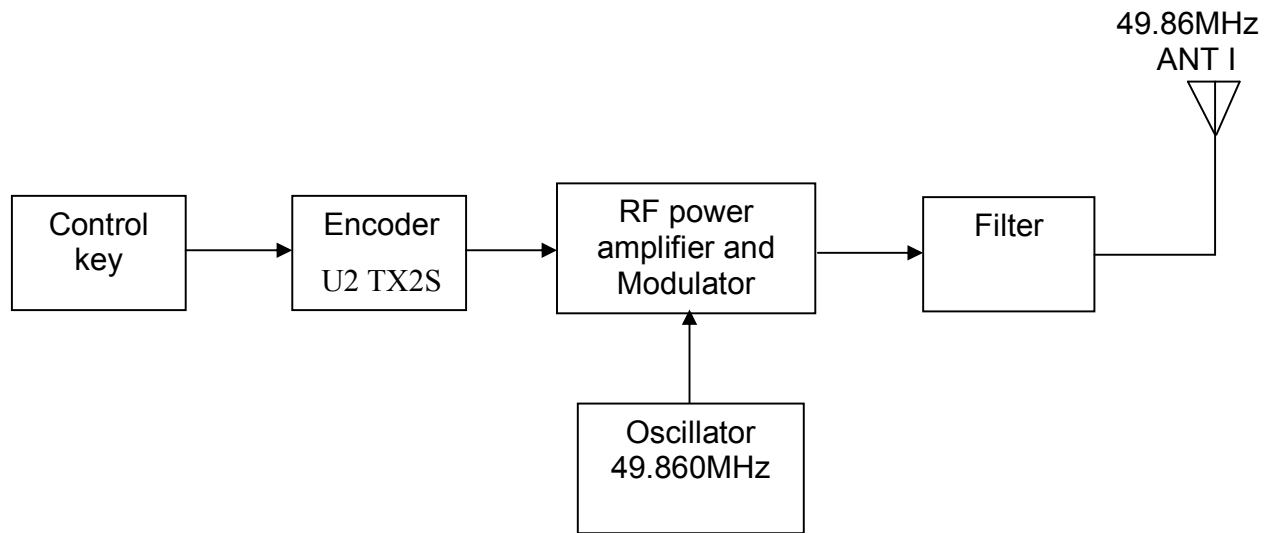 49.86MHz
ANT I
Control
key
Encoder
U2 TX2S
RF power
amplifier and
Modulator
Filter
Oscillator
49.860MHz